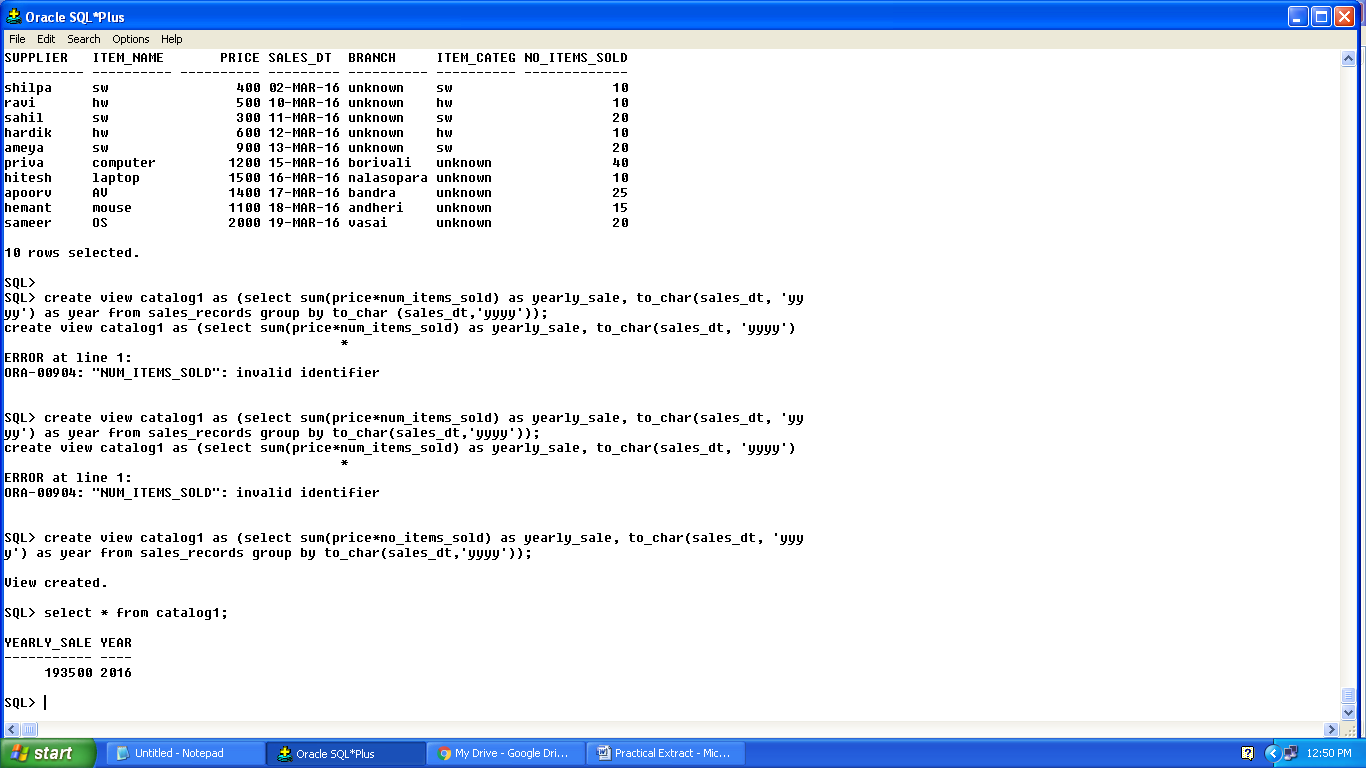 Oracle SQL*Plus
File Edit Search Options Help
SUPPLIER   ITEM_NAME       PRICE SALES_DT  BRANCH     ITEM_CATEG NO_ITEMS_SOLD
---------- ---------- ---------- --------- ---------- ---------- -------------
shilpa     sw                400 02-MAR-16 unknown    sw                    10
ravi       hw                500 10-MAR-16 unknown    hw                    10
sahil      sw                300 11-MAR-16 unknown    sw                    20
hardik     hw                600 12-MAR-16 unknown    hw                    10
ameya      sw                900 13-MAR-16 unknown    sw                    20
priva      computer         1200 15-MAR-16 borivali   unknown               40
hitesh     laptop           1500 16-MAR-16 nalasopara unknown               10
apoorv     AV               1400 17-MAR-16 bandra     unknown               25
hemant     mouse            1100 18-MAR-16 andheri    unknown               15
sameer     OS               2000 19-MAR-16 vasai      unknown               20
10 rows selected.
SQL>
SQL> create view catalog1 as (select sum(price*num_items_sold) as yearly_sale, to_char(sales_dt, 'yy
yy') as year from sales_records group by to_char (sales_dt,'yyyy'));
create view catalog1 as (select sum(price*num_items_sold) as yearly_sale, to_char(sales_dt, 'yyyy')
*
ERROR at line 1:
ORA-00904: "NUM_ITEMS_SOLD": invalid identifier
SQL> create view catalog1 as (select sum(price*num_items_sold) as yearly_sale, to_char(sales_dt, 'yy
yy') as year from sales_records group by to_char(sales_dt,'yyyy'));
create view catalog1 as (select sum(price*num_items_sold) as yearly_sale, to_char(sales_dt, 'yyyy')
*
ERROR at line 1:
ORA-00904: "NUM_ITEMS_SOLD": invalid identifier
SQL> create view catalog1 as (select sum(price*no_items_sold) as yearly_sale, to_char(sales_dt, 'yyy
y') as year from sales_records group by to_char(sales_dt,'yyyy'));
View created.
SQL> select * from catalog1;
YEARLY_SALE YEAR
----------- ----
     193500 2016
SQL>
start Untitled - Notepad Oracle SQL*Plus My Drive - Google Dri... Practical Extract - Mic... 12:50 PM